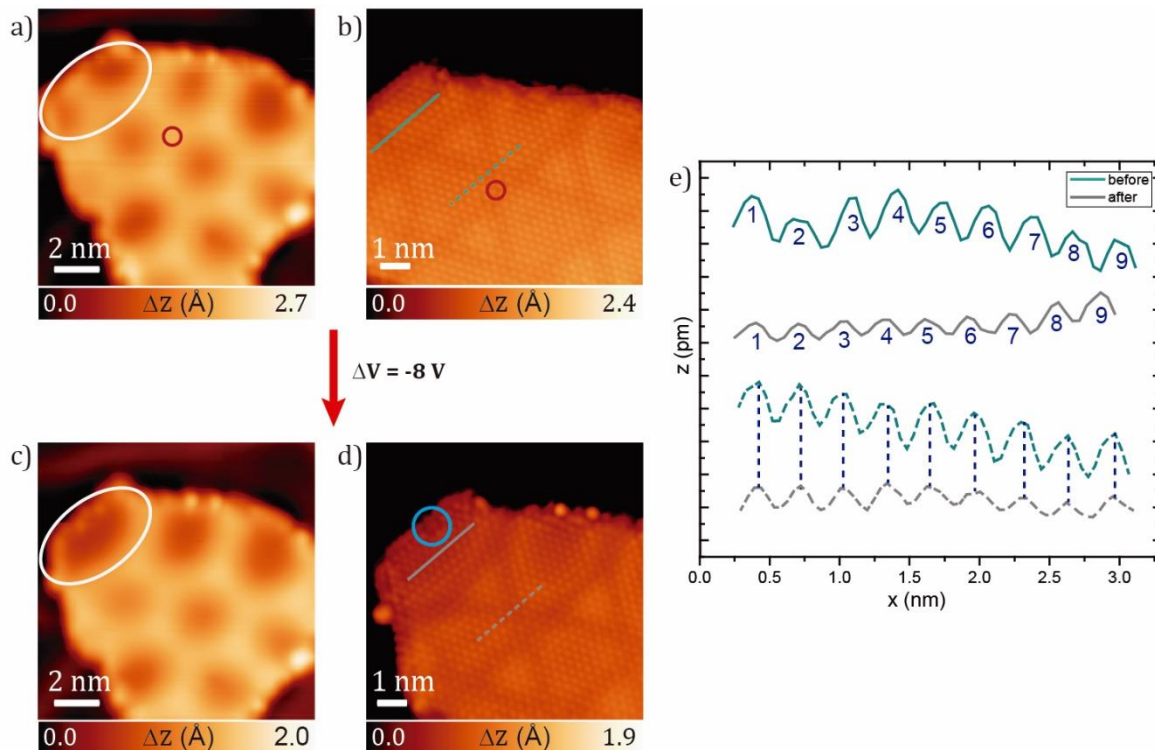 a)
2 nm
0.0 ΔZ (Å) 2.7
b)
1 nm
0.0 ΔZ (Å) 2.4
ΔV = -8 V
c)
2 nm
0.0 ΔZ (Å) 2.0
d)
1 nm
0.0 ΔZ (Å) 1.9
e)
before
after
1 2 3 4 5 6 7 8 9
1 2 3 4 5 6 7 8 9
z (pm)
0.0 0.5 1.0 1.5 2.0 2.5 3.0
x (nm)